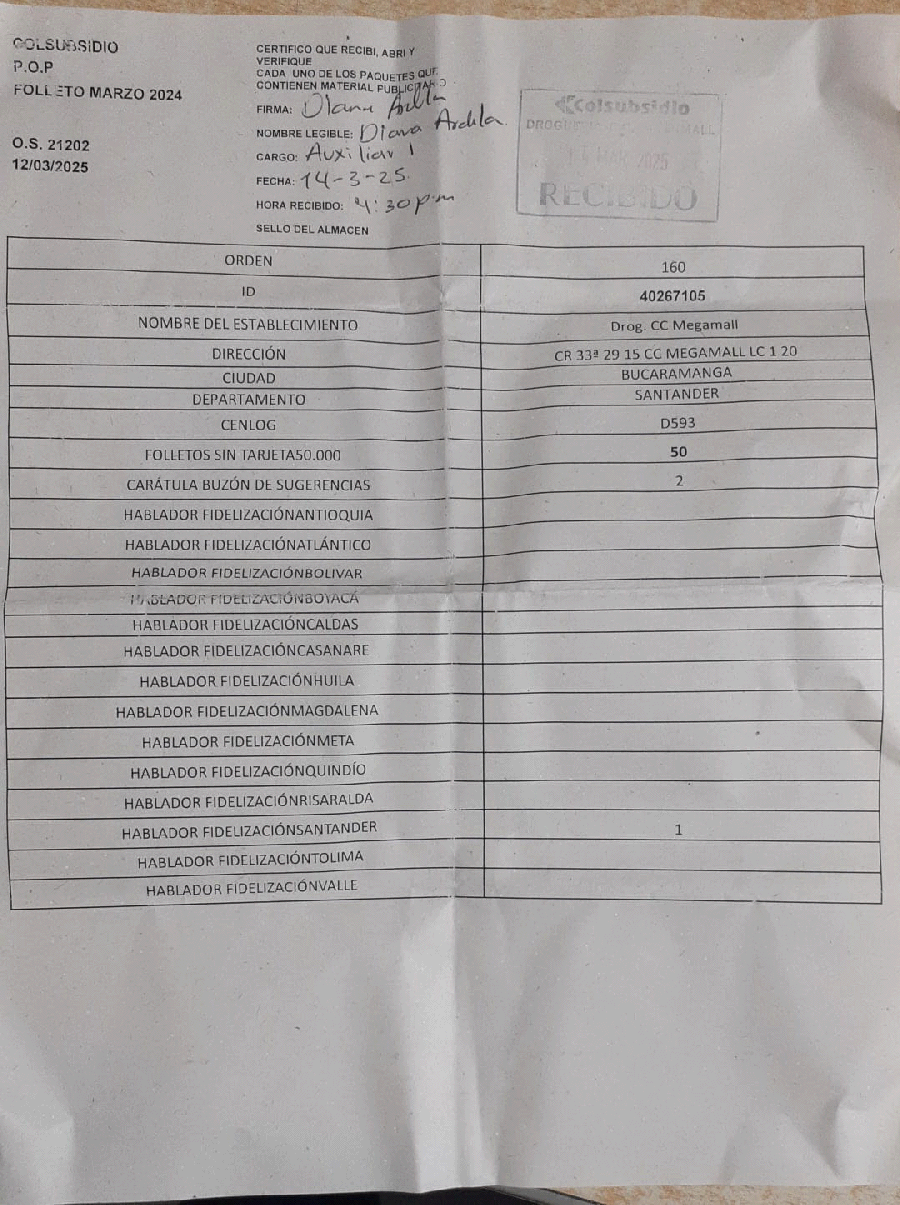 COLSUBSIDIO
P.O.P
FOLLETO MARZO 2024
O.S. 21202
12/03/2025
CERTIFICO QUE RECIBI, ABRI Y
VERIFIQUE
CADA UNO DE LOS PAQUETES QUE
CONTIENEN MATERIAL PUBLICITARIO
FIRMA: Diana Ardila
NOMBRE LEGIBLE: Diana Ardila
CARGO: Auxiliar 1
FECHA: 14-3-25.
HORA RECIBIDO: 4:30 pm
SELLO DEL ALMACEN
Colsubsidio
MAR 2025
RECIBIDO
ORDEN 160
ID 40267105
NOMBRE DEL ESTABLECIMIENTO Drog. CC Megamall
DIRECCIÓN CR 33ª 29 15 CC MEGAMALL LC 1 20
CIUDAD BUCARAMANGA
DEPARTAMENTO SANTANDER
CENLOG D593
FOLLETOS SIN TARJETA50.000 50
CARÁTULA BUZÓN DE SUGERENCIAS 2
HABLADOR FIDELIZACIÓNANTIOQUIA
HABLADOR FIDELIZACIÓNATLÁNTICO
HABLADOR FIDELIZACIÓNBOLIVAR
HABLADOR FIDELIZACIÓNBOYACÁ
HABLADOR FIDELIZACIÓNCALDAS
HABLADOR FIDELIZACIÓNCASANARE
HABLADOR FIDELIZACIÓNHUILA
HABLADOR FIDELIZACIÓNMAGDALENA
HABLADOR FIDELIZACIÓNMETA
HABLADOR FIDELIZACIÓNQUINDÍO
HABLADOR FIDELIZACIÓNRISARALDA
HABLADOR FIDELIZACIÓNSANTANDER 1
HABLADOR FIDELIZACIÓNTOLIMA
HABLADOR FIDELIZACIÓNVALLE